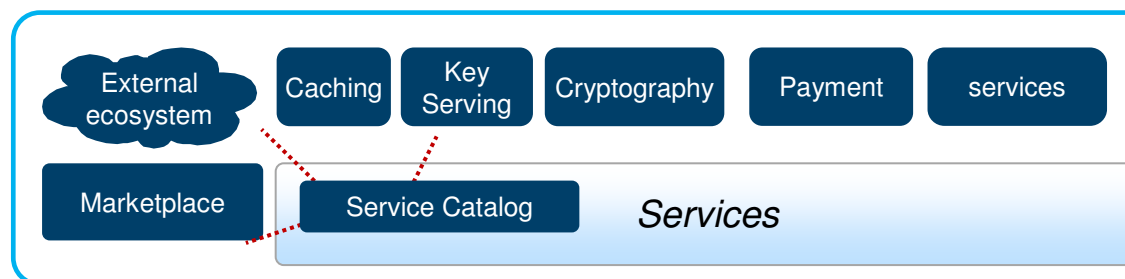 External
ecosystem
Caching
Key
Serving
Cryptography
Payment
services
Marketplace
Service Catalog
Services